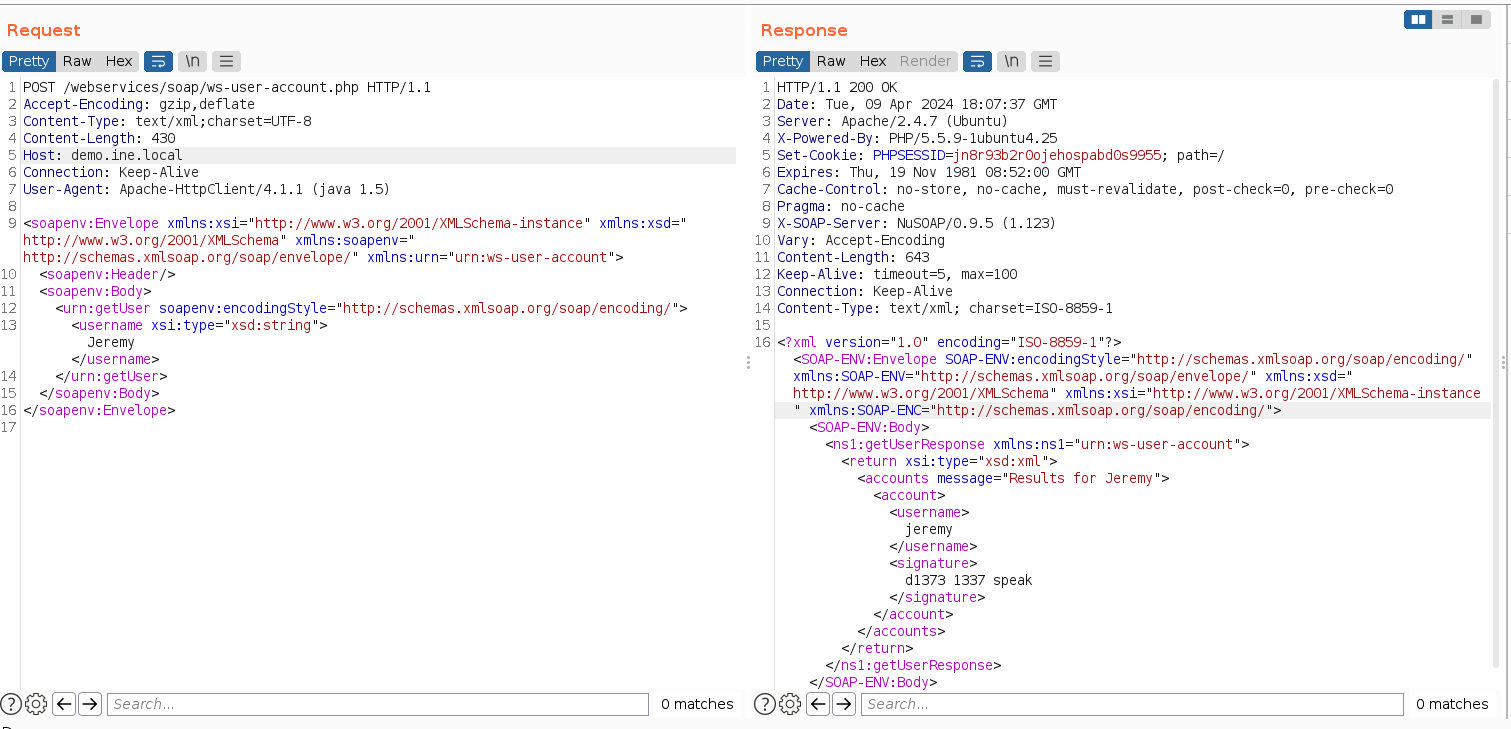 Request
Pretty Raw Hex \n
1 POST /webservices/soap/ws-user-account.php HTTP/1.1
2 Accept-Encoding: gzip,deflate
3 Content-Type: text/xml;charset=UTF-8
4 Content-Length: 430
5 Host: demo.ine.local
6 Connection: Keep-Alive
7 User-Agent: Apache-HttpClient/4.1.1 (java 1.5)
8
9 <soapenv:Envelope xmlns:xsi="http://www.w3.org/2001/XMLSchema-instance" xmlns:xsd="
http://www.w3.org/2001/XMLSchema" xmlns:soapenv="
http://schemas.xmlsoap.org/soap/envelope/" xmlns:urn="urn:ws-user-account">
10 <soapenv:Header/>
11 <soapenv:Body>
12 <urn:getUser soapenv:encodingStyle="http://schemas.xmlsoap.org/soap/encoding/">
13 <username xsi:type="xsd:string">
Jeremy
</username>
14 </urn:getUser>
15 </soapenv:Body>
16 </soapenv:Envelope>
17
? Search... 0 matches
Response
Pretty Raw Hex Render \n
1 HTTP/1.1 200 OK
2 Date: Tue, 09 Apr 2024 18:07:37 GMT
3 Server: Apache/2.4.7 (Ubuntu)
4 X-Powered-By: PHP/5.5.9-1ubuntu4.25
5 Set-Cookie: PHPSESSID=jn8r93b2r0ojehospabd0s9955; path=/
6 Expires: Thu, 19 Nov 1981 08:52:00 GMT
7 Cache-Control: no-store, no-cache, must-revalidate, post-check=0, pre-check=0
8 Pragma: no-cache
9 X-SOAP-Server: NuSOAP/0.9.5 (1.123)
10 Vary: Accept-Encoding
11 Content-Length: 643
12 Keep-Alive: timeout=5, max=100
13 Connection: Keep-Alive
14 Content-Type: text/xml; charset=ISO-8859-1
15
16 <?xml version="1.0" encoding="ISO-8859-1"?>
<SOAP-ENV:Envelope SOAP-ENV:encodingStyle="http://schemas.xmlsoap.org/soap/encoding/"
xmlns:SOAP-ENV="http://schemas.xmlsoap.org/soap/envelope/" xmlns:xsd="
http://www.w3.org/2001/XMLSchema" xmlns:xsi="http://www.w3.org/2001/XMLSchema-instance
" xmlns:SOAP-ENC="http://schemas.xmlsoap.org/soap/encoding/">
<SOAP-ENV:Body>
<ns1:getUserResponse xmlns:ns1="urn:ws-user-account">
<return xsi:type="xsd:xml">
<accounts message="Results for Jeremy">
<account>
<username>
jeremy
</username>
<signature>
d1373 1337 speak
</signature>
</account>
</accounts>
</return>
</ns1:getUserResponse>
</SOAP-ENV:Body>
? Search... 0 matches